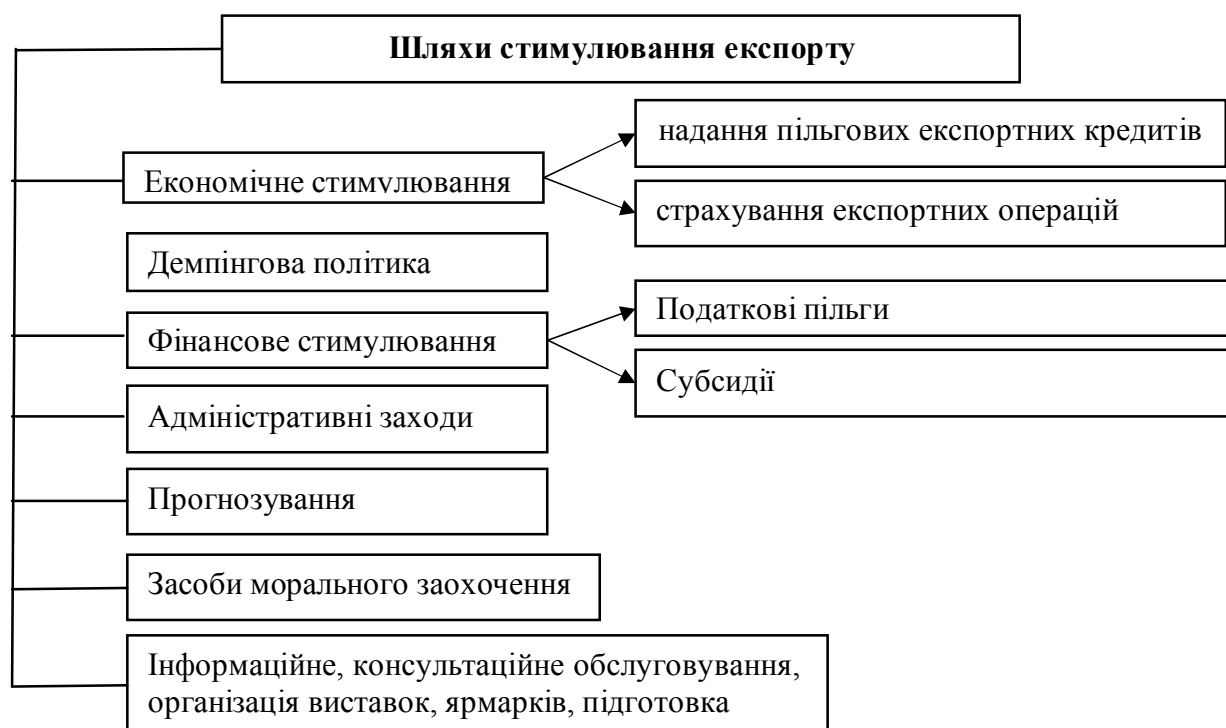 Шляхи стимулювання експорту
надання пільгових експортних кредитів
Економічне стимулювання
страхування експортних операцій
Демпінгова політика
Податкові пільги
Фінансове стимулювання
Субсидії
Адміністративні заходи
Прогнозування
Засоби морального заохочення
Інформаційне, консультаційне обслуговування,
організація виставок, ярмарків, підготовка